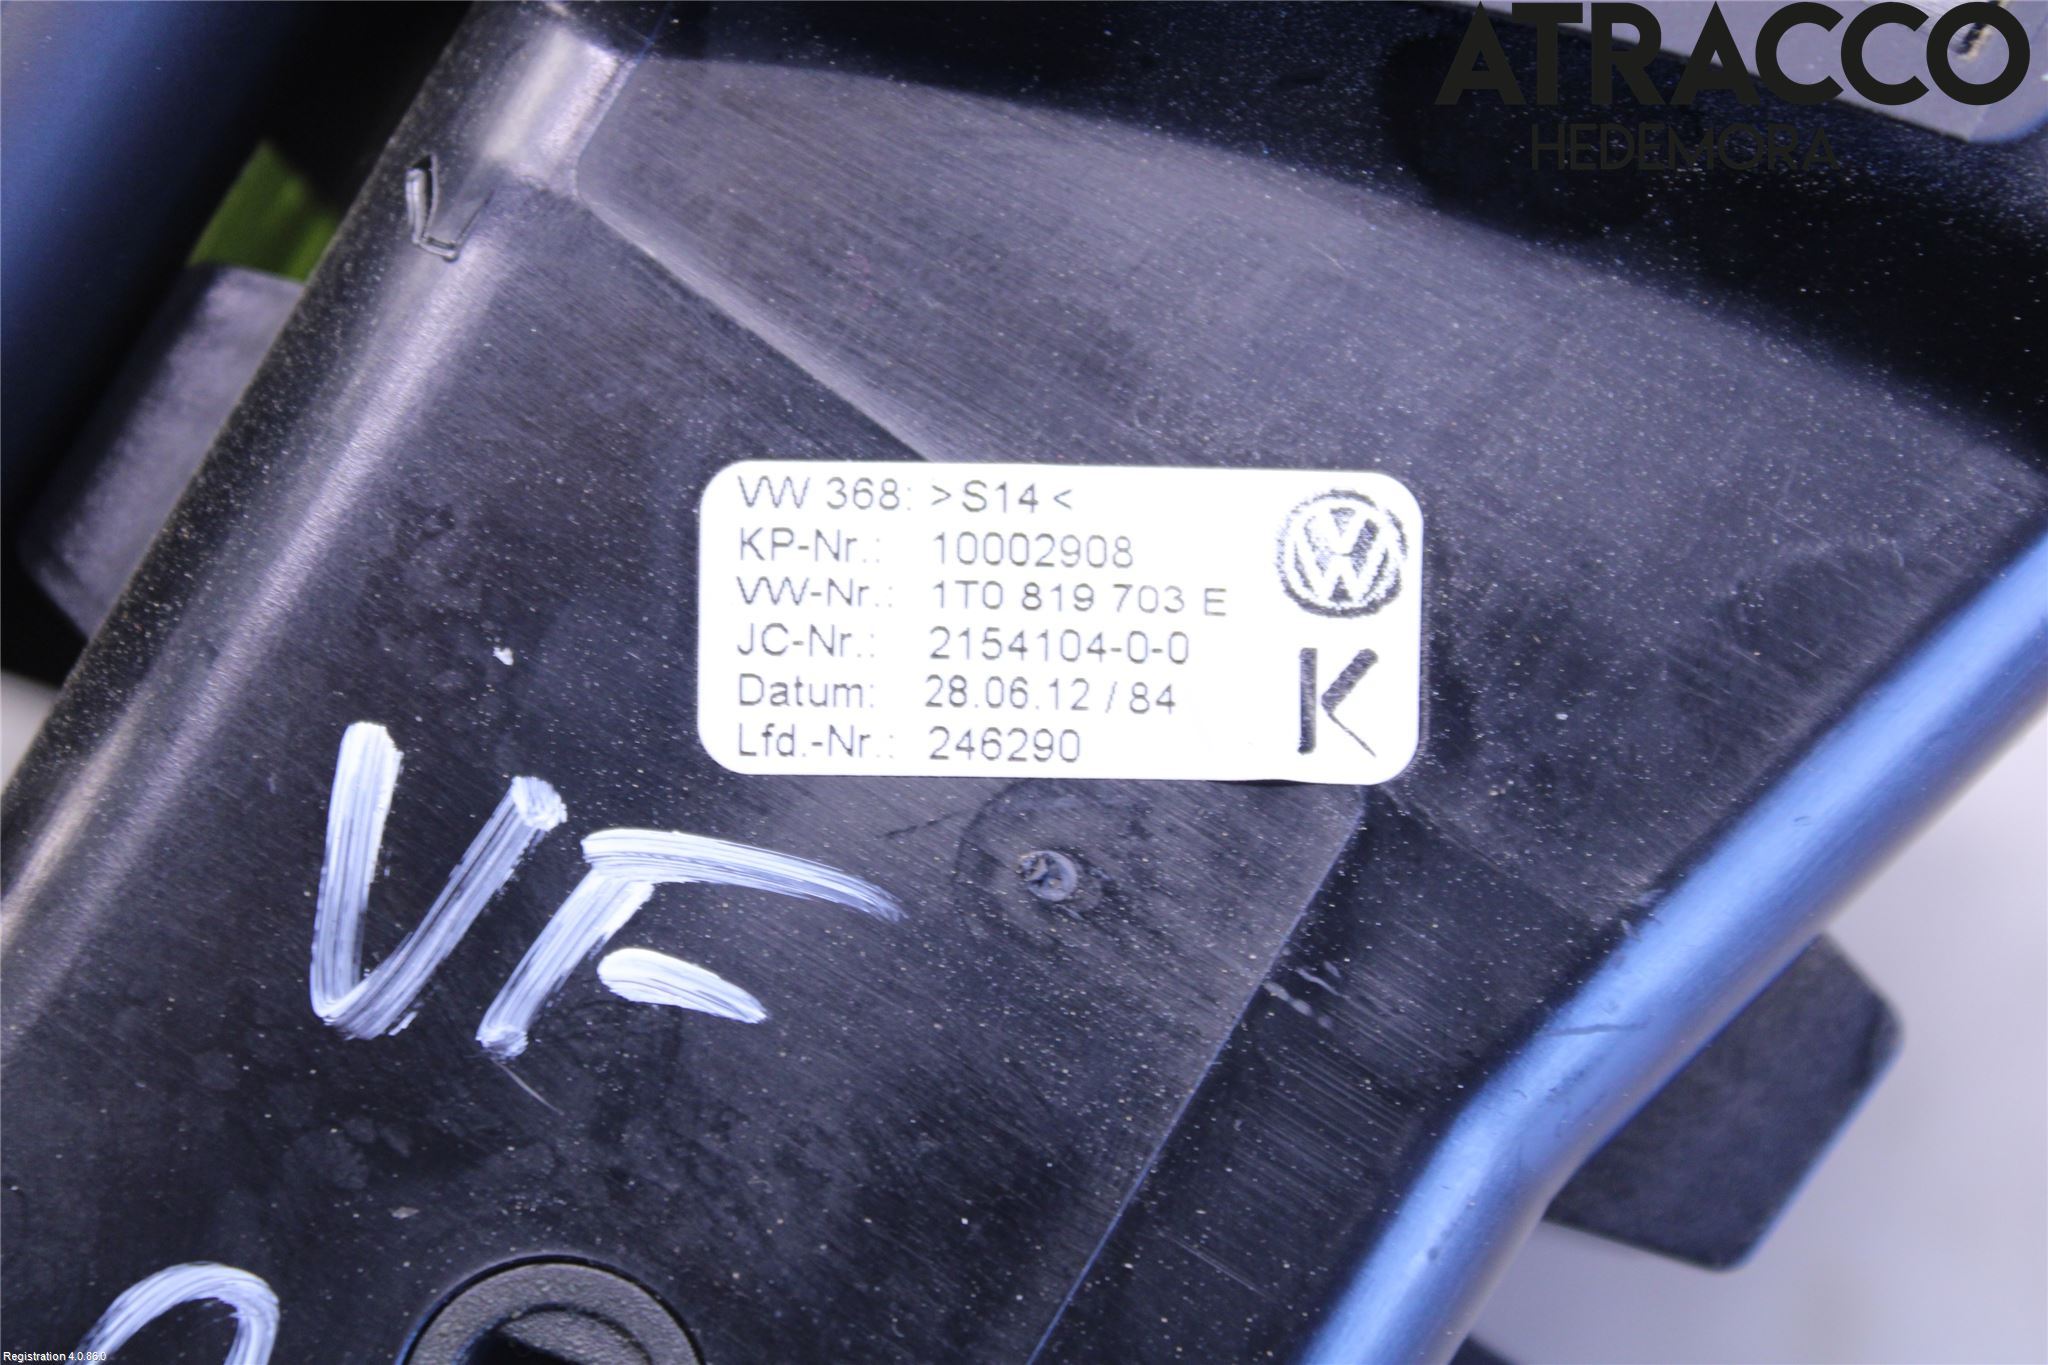 ATRACCO
HEDEMORA
VW 368: >S14<
KP-Nr.: 10002908
VW-Nr.: 1T0 819 703 E
JC-Nr.: 2154104-0-0
Datum: 28.06.12 / 84
Lfd.-Nr.: 246290
K
VF
Registration 4.0.86.0